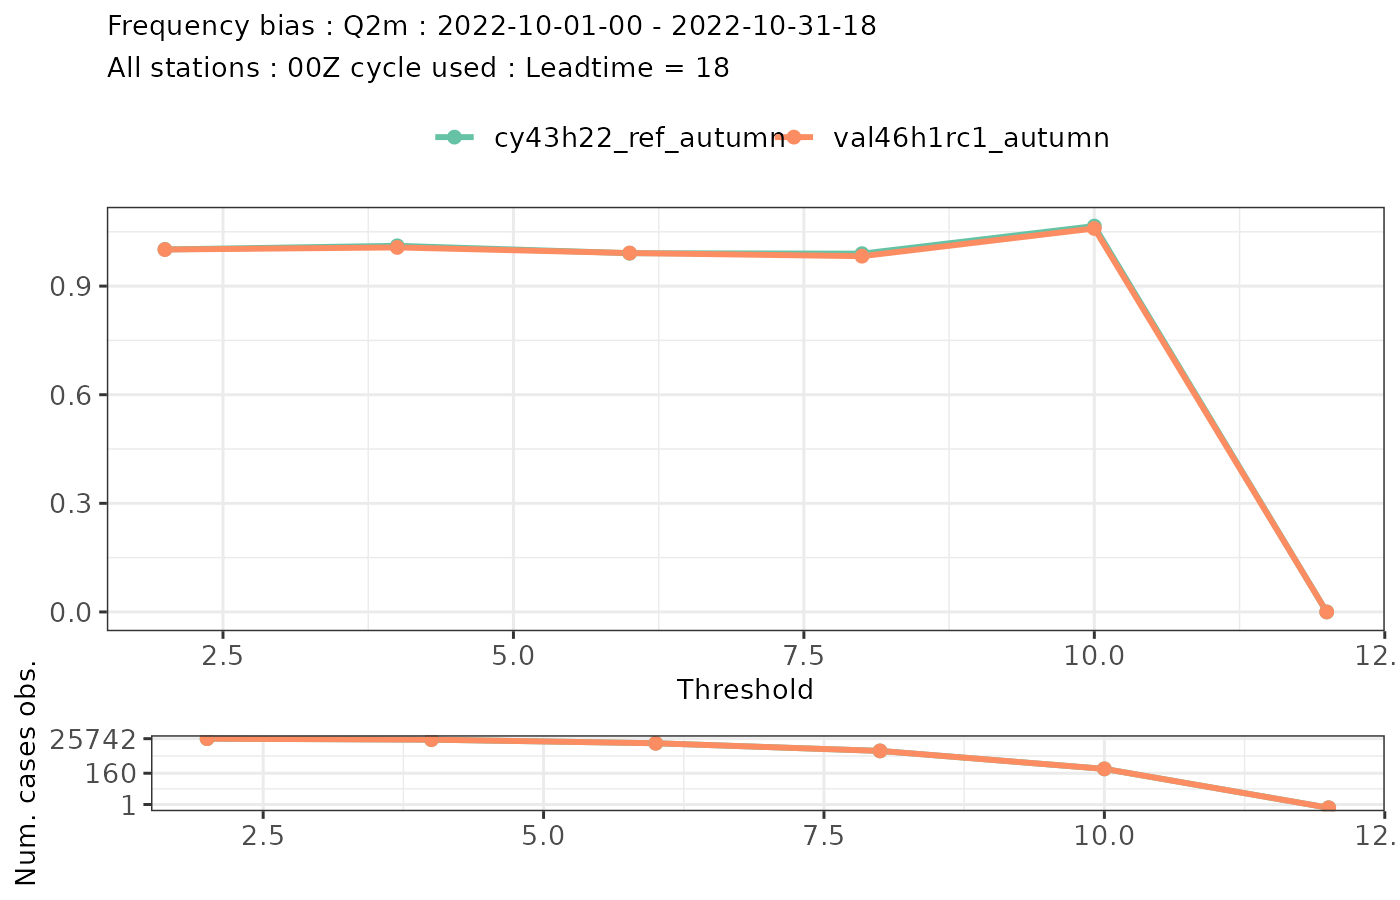 Frequency bias : Q2m : 2022-10-01-00 - 2022-10-31-18
All stations : 00Z cycle used : Leadtime = 18
cy43h22_ref_autumn val46h1rc1_autumn
0.9
0.6
0.3
0.0
2.5 5.0 7.5 10.0 12.
Threshold
Num. cases obs.
25742
160
1
2.5 5.0 7.5 10.0 12.